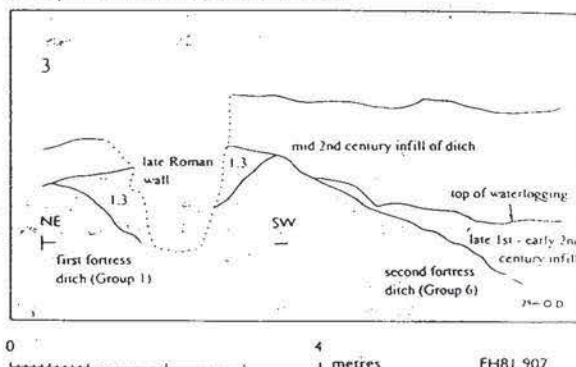 3
mid 2nd century infill of ditch
late Roman
wall
1.3
1.3
top of waterlogging
NE
SW
late 1st - early 2nd
century infill
first fortress
ditch (Group 1)
second fortress
ditch (Group 6)
O D
0
4
metres
FH81 907